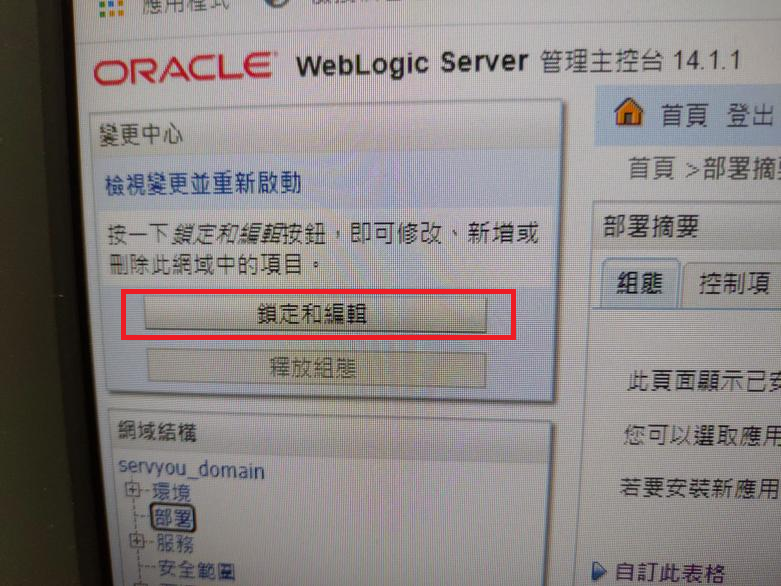 應用程式
ORACLE WebLogic Server 管理主控台 14.1.1
變更中心
檢視變更並重新啟動
按一下鎖定和編輯按鈕，即可修改、新增或
刪除此網域中的項目。
鎖定和編輯
釋放組態
網域結構
servyou_domain
環境
部署
服務
安全範圍
首頁 登出
首頁 >部署摘
部署摘要
組態 控制項
此頁面顯示已安
您可以選取應用
若要安裝新應用
自訂此表格